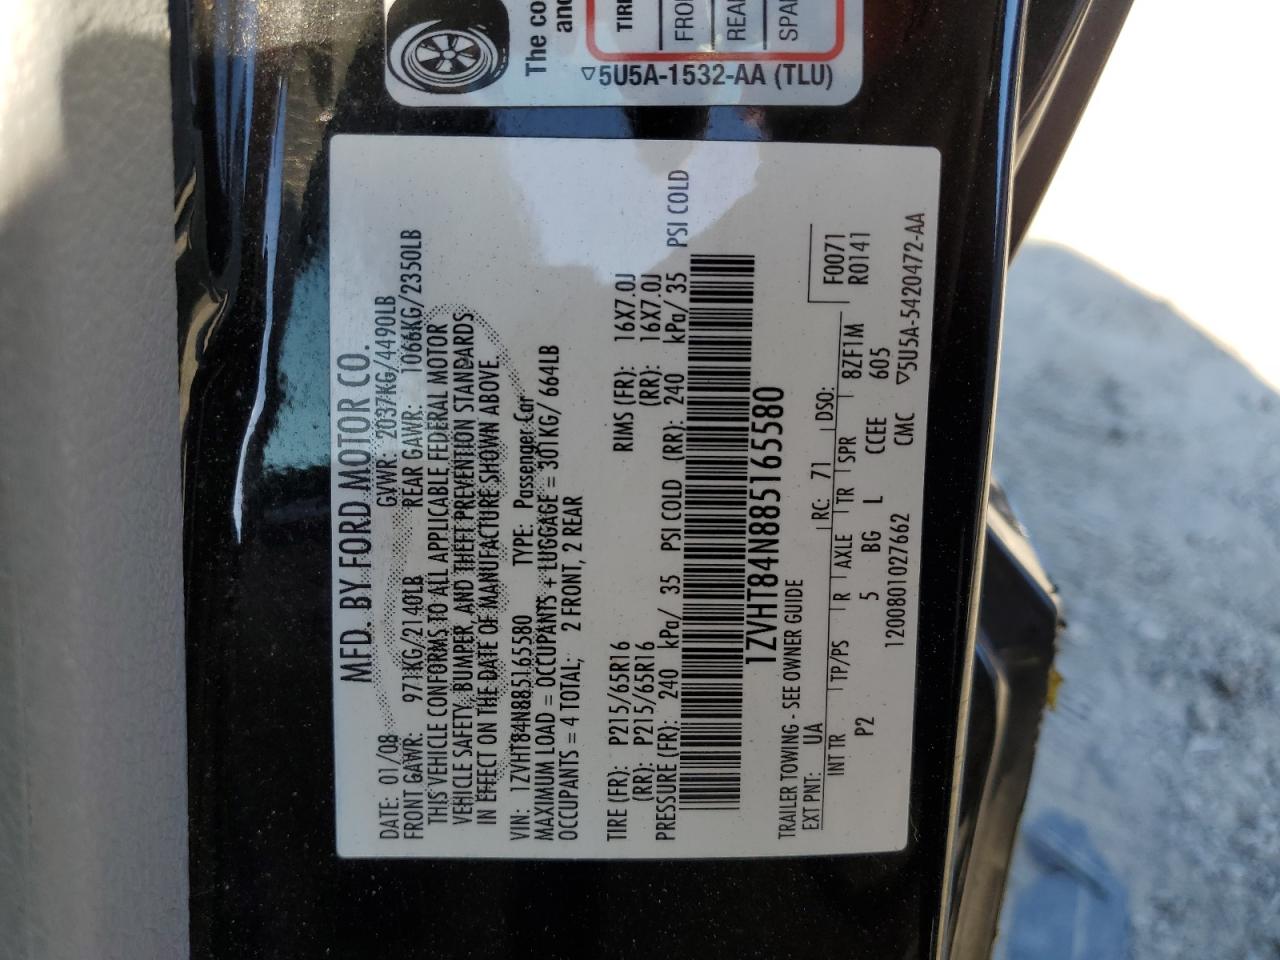 The co
and
TIRE
FRO
REAR
SPAR
▽5U5A-1532-AA (TLU)
MFD. BY FORD MOTOR CO.
DATE: 01/08 GVWR: 2037KG/4490LB
FRONT GAWR: 971KG/2140LB REAR GAWR: 1066KG/2350LB
THIS VEHICLE CONFORMS TO ALL APPLICABLE FEDERAL MOTOR
VEHICLE SAFETY, BUMPER, AND THEFT PREVENTION STANDARDS
IN EFFECT ON THE DATE OF MANUFACTURE SHOWN ABOVE.
VIN: 1ZVHT84N885165580 TYPE: Passenger Car
MAXIMUM LOAD = OCCUPANTS + LUGGAGE = 301KG/ 664LB
OCCUPANTS = 4 TOTAL; 2 FRONT, 2 REAR
TIRE (FR): P215/65R16 RIMS (FR): 16X7.0J
(RR): P215/65R16 (RR): 16X7.0J
PRESSURE (FR): 240 kPa/ 35 PSI COLD (RR): 240 kPa/ 35 PSI COLD
1ZVHT84N885165580
TRAILER TOWING - SEE OWNER GUIDE
EXT PNT: UA RC: 71 DSO: F0071
INT TR TP/PS R AXLE TR SPR 8ZF1M R0141
P2 5 BG L CCEE 605
1200801027662 CMC ▽5U5A-5420472-AA